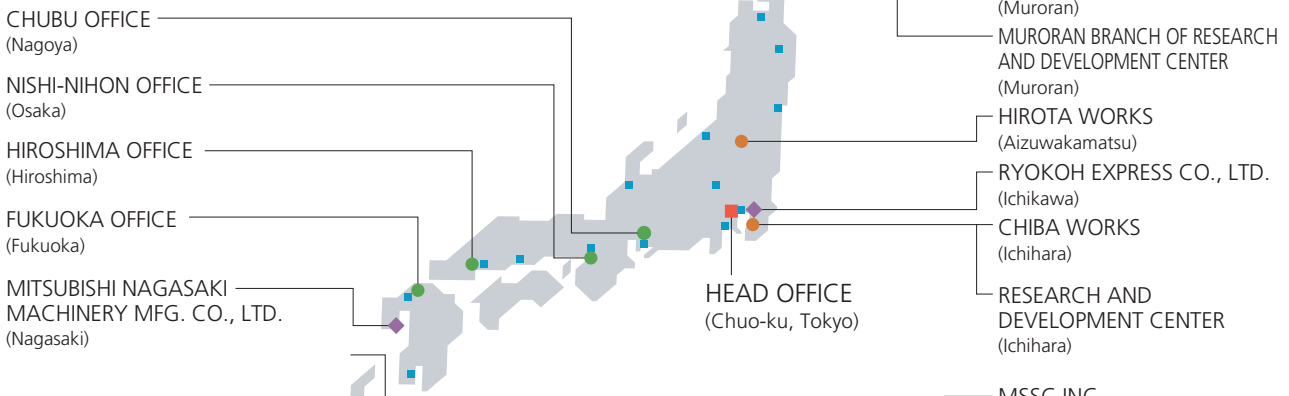 CHUBU OFFICE
(Nagoya)
NISHI-NIHON OFFICE
(Osaka)
HIROSHIMA OFFICE
(Hiroshima)
FUKUOKA OFFICE
(Fukuoka)
MITSUBISHI NAGASAKI
MACHINERY MFG. CO., LTD.
(Nagasaki)
HEAD OFFICE
(Chuo-ku, Tokyo)
(Muroran)
MURORAN BRANCH OF RESEARCH
AND DEVELOPMENT CENTER
(Muroran)
HIROTA WORKS
(Aizuwakamatsu)
RYOKOH EXPRESS CO., LTD.
(Ichikawa)
CHIBA WORKS
(Ichihara)
RESEARCH AND
DEVELOPMENT CENTER
(Ichihara)
MSSC INC